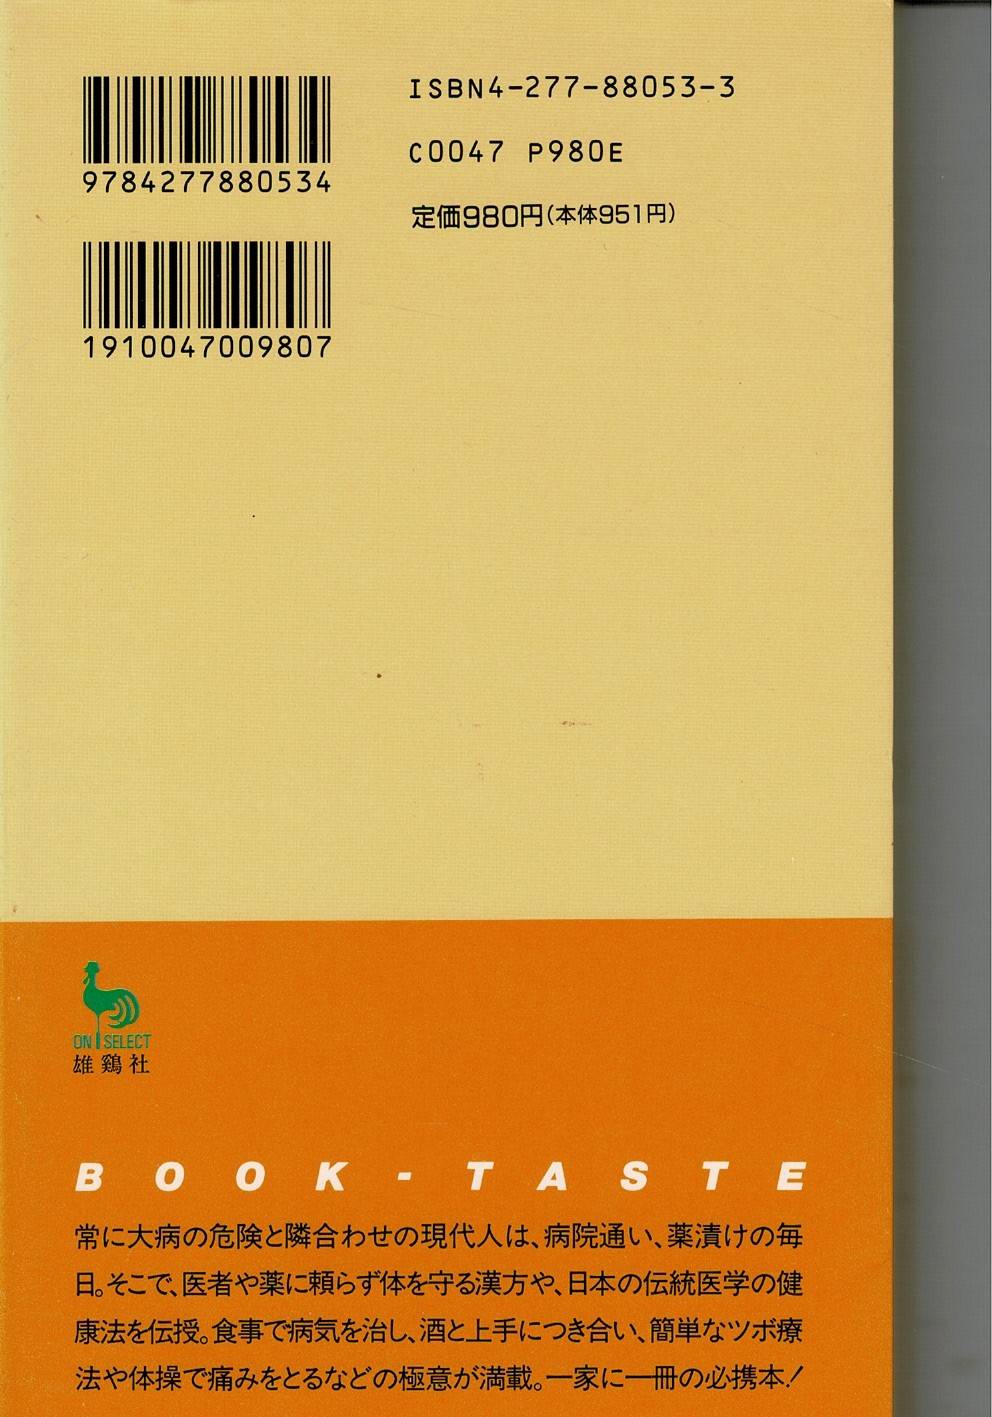 9784277880534
ISBN4-277-88053-3
C0047 P980E
定価980円(本体951円)
1910047009807
ON SELECT
雄鷄社
BOOK-TASTE
常に大病の危険と隣合わせの現代人は、病院通い、薬漬けの毎
日。そこで、医者や薬に頼らず体を守る漢方や、日本の伝統医学の健
康法を伝授。食事で病気を治し、酒と上手につき合い、簡単なツボ療
法や体操で痛みをとるなどの極意が満載。一家に一冊の必携本!